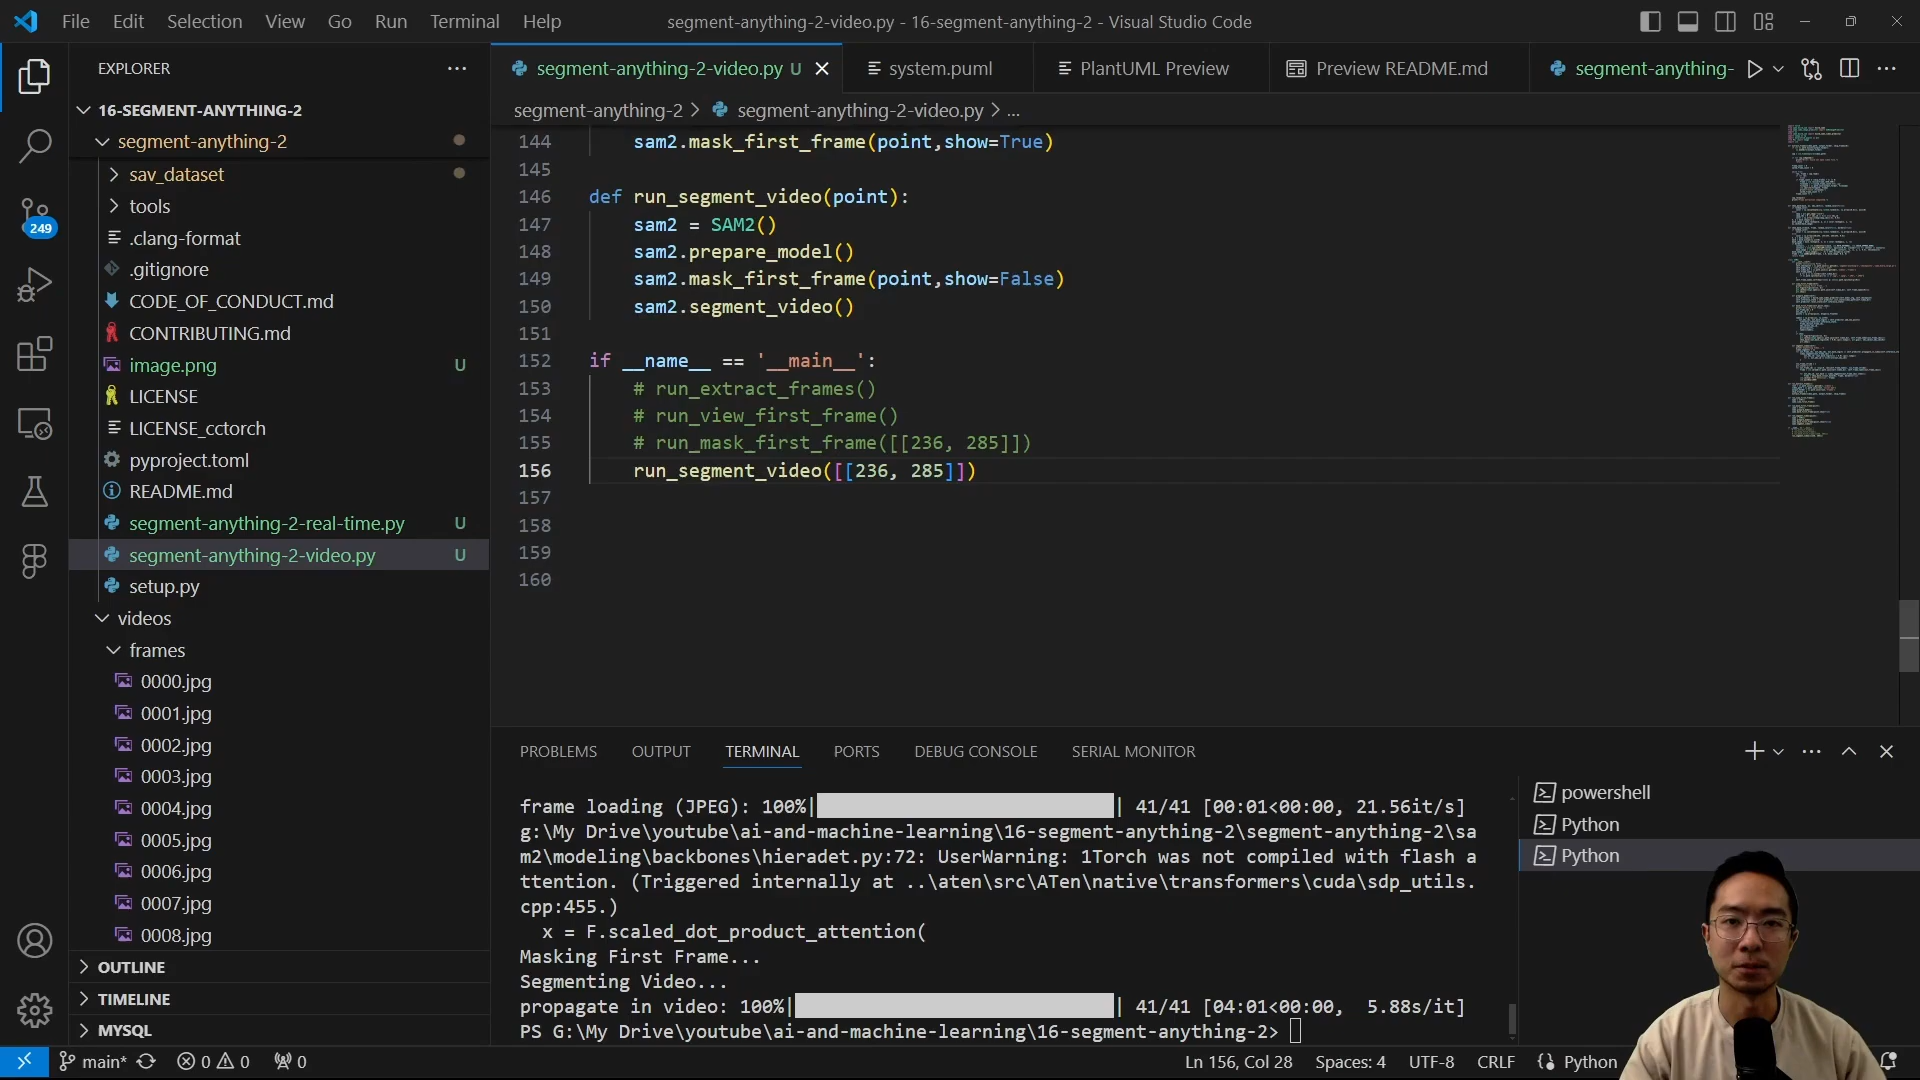 File Edit Selection View Go Run Terminal Help
segment-anything-2-video.py - 16-segment-anything-2 - Visual Studio Code
EXPLORER
16-SEGMENT-ANYTHING-2
segment-anything-2
sav_dataset
tools
.clang-format
.gitignore
CODE_OF_CONDUCT.md
CONTRIBUTING.md
image.png U
LICENSE
LICENSE_cctorch
pyproject.toml
README.md
segment-anything-2-real-time.py U
segment-anything-2-video.py U
setup.py
videos
frames
0000.jpg
0001.jpg
0002.jpg
0003.jpg
0004.jpg
0005.jpg
0006.jpg
0007.jpg
0008.jpg
OUTLINE
TIMELINE
MYSQL
249
segment-anything-2-video.py U
system.puml
PlantUML Preview
Preview README.md
segment-anything-
segment-anything-2 > segment-anything-2-video.py > ...
144 sam2.mask_first_frame(point,show=True)
145
146 def run_segment_video(point):
147 sam2 = SAM2()
148 sam2.prepare_model()
149 sam2.mask_first_frame(point,show=False)
150 sam2.segment_video()
151
152 if __name__ == '__main__':
153 # run_extract_frames()
154 # run_view_first_frame()
155 # run_mask_first_frame([[236, 285]])
156 run_segment_video([[236, 285]])
157
158
159
160
PROBLEMS OUTPUT TERMINAL PORTS DEBUG CONSOLE SERIAL MONITOR
frame loading (JPEG): 100%| | 41/41 [00:01<00:00, 21.56it/s]
g:\My Drive\youtube\ai-and-machine-learning\16-segment-anything-2\segment-anything-2\sa
m2\modeling\backbones\hieradet.py:72: UserWarning: 1Torch was not compiled with flash a
ttention. (Triggered internally at ..\aten\src\ATen\native\transformers\cuda\sdp_utils.
cpp:455.)
x = F.scaled_dot_product_attention(
Masking First Frame...
Segmenting Video...
propagate in video: 100%| | 41/41 [04:01<00:00, 5.88s/it]
PS G:\My Drive\youtube\ai-and-machine-learning\16-segment-anything-2>
powershell
Python
Python
main* 0 0 0
Ln 156, Col 28 Spaces: 4 UTF-8 CRLF Python